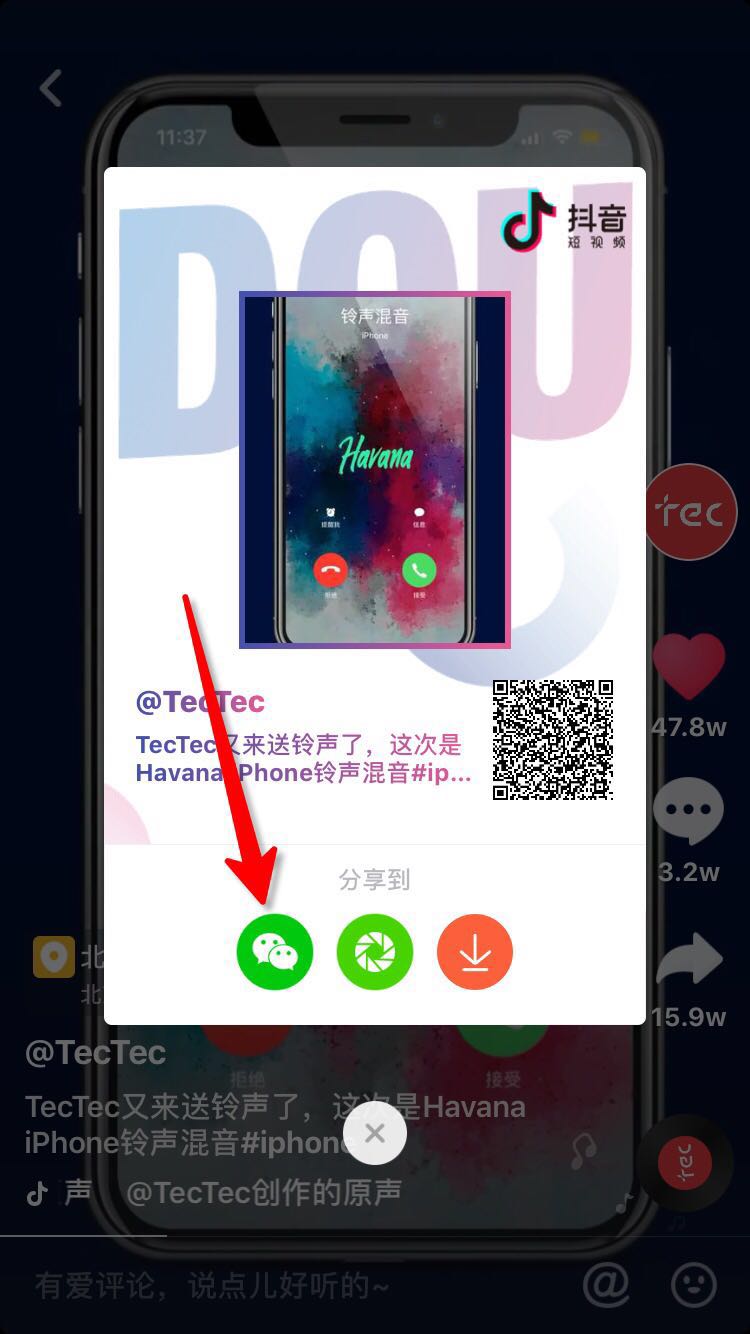 11:37
DOU
抖音
短视频
铃声混音
iPhone
Havana
提醒我
信息
拒绝
接受
tec
47.8w
@TecTec
TecTec又来送铃声了，这次是
Havana iPhone铃声混音#ip...
3.2w
分享到
北
北
15.9w
@TecTec
拒绝
接受
TecTec又来送铃声了，这次是Havana
iPhone铃声混音#iphone
tec
声 @TecTec创作的原声
有爱评论，说点儿好听的~